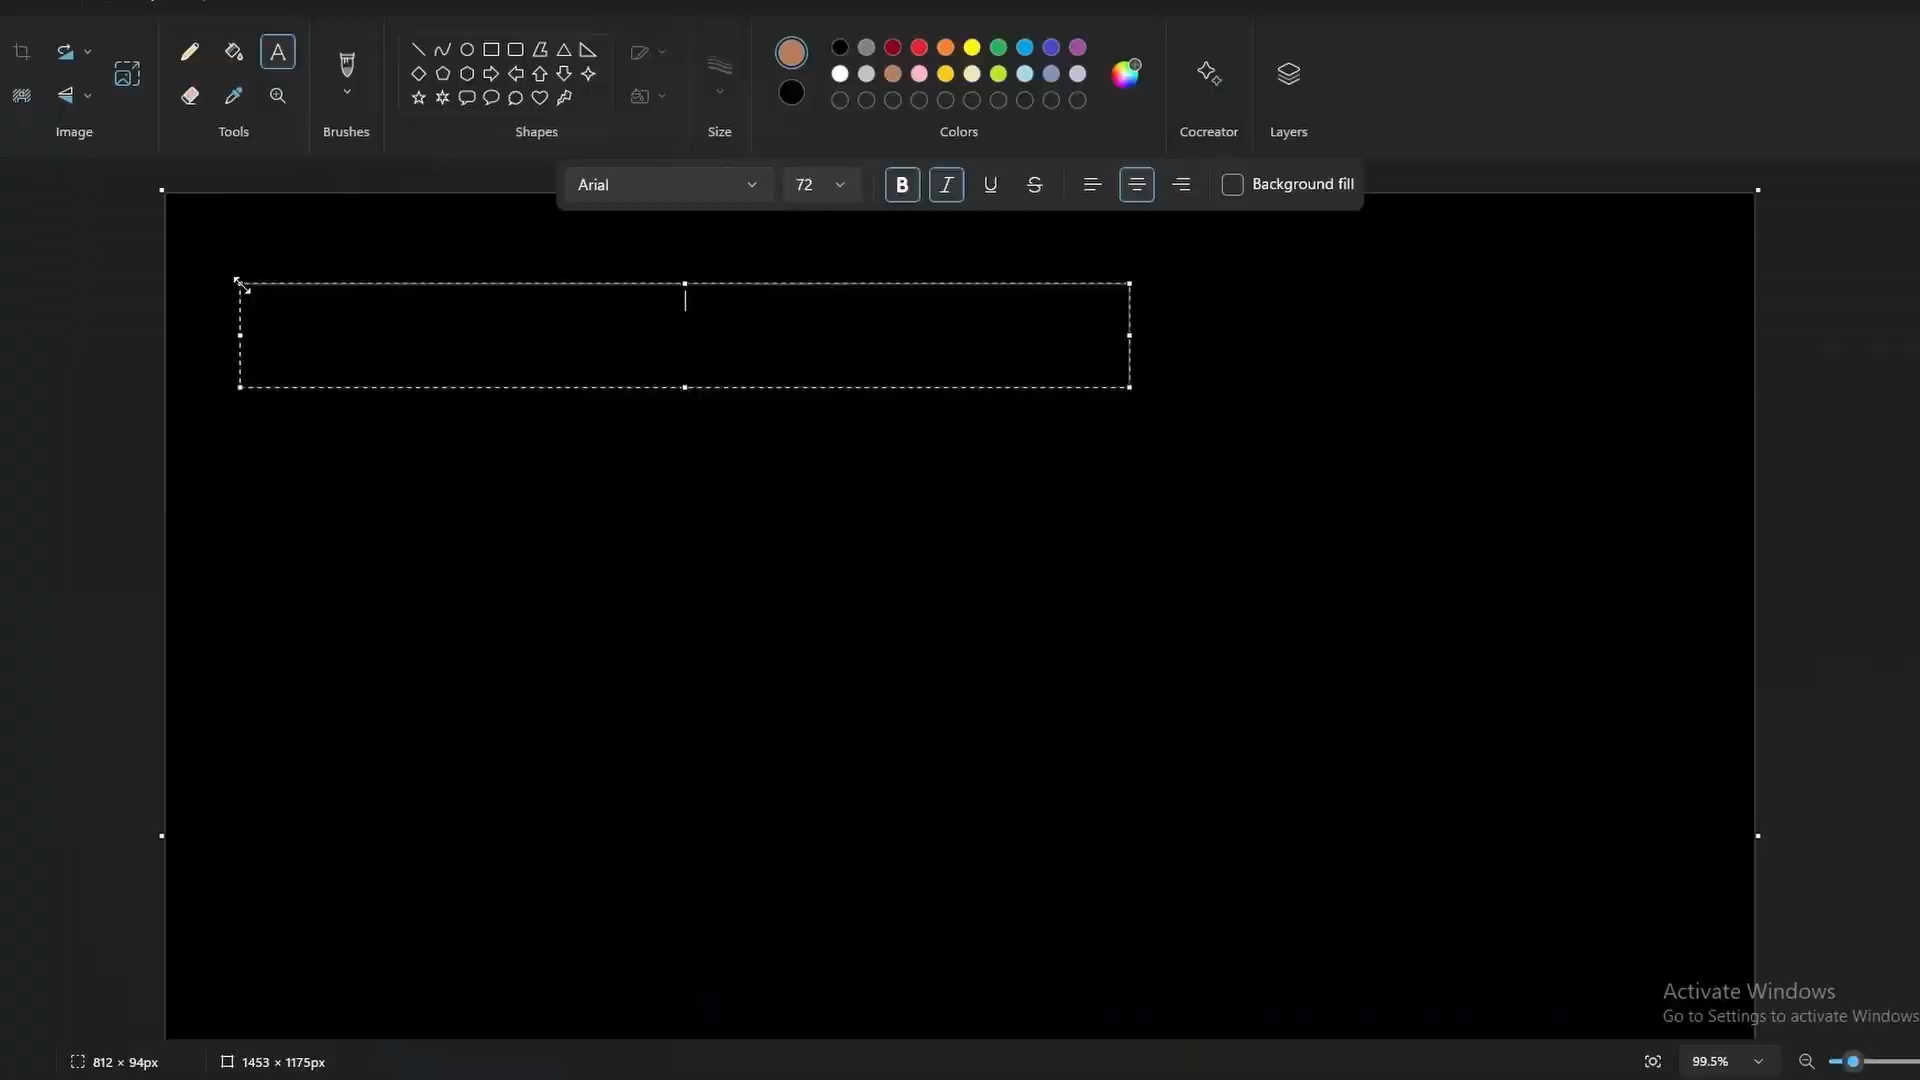 Image
Tools
Brushes
Shapes
Size
Colors
Cocreator
Layers
Arial
72
B I U S
Background fill
Activate Windows
Go to Settings to activate Windows
812 × 94px
1453 × 1175px
99.5%